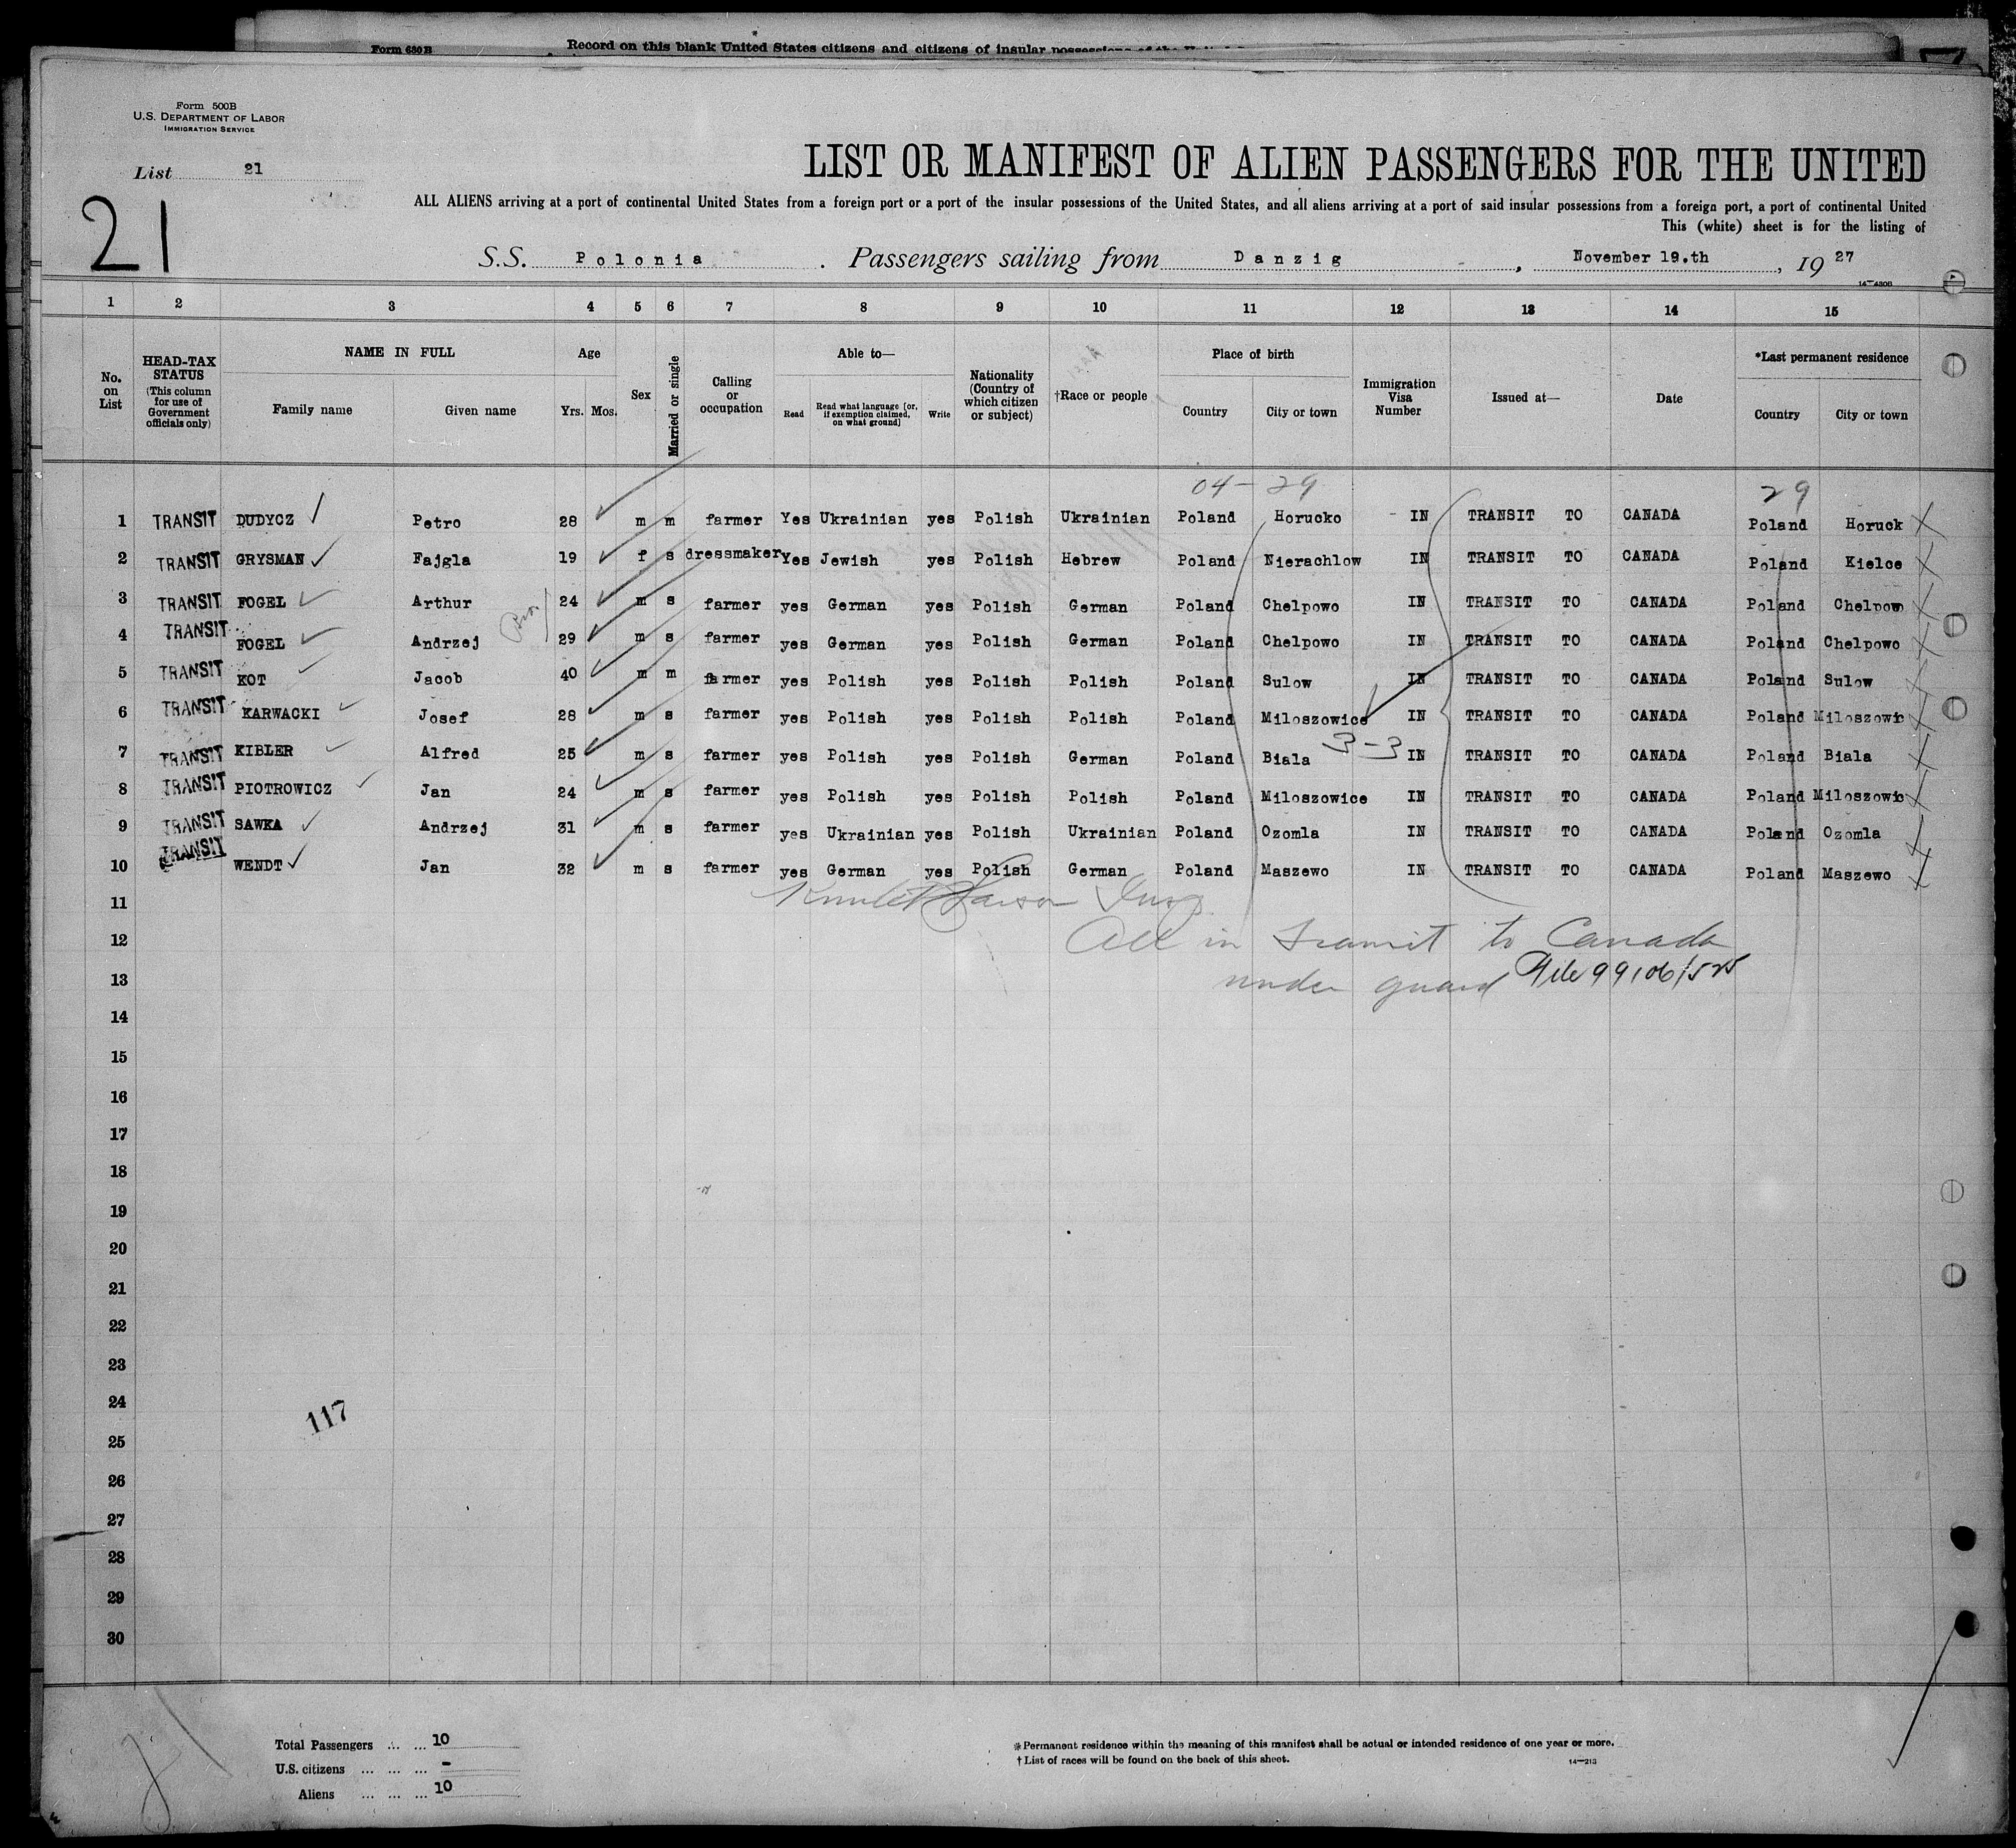 Form 630B
Record on this blank United States citizens and citizens of insular possessions of the
Form 500B
U.S. DEPARTMENT OF LABOR
IMMIGRATION SERVICE
List 21
21
LIST OR MANIFEST OF ALIEN PASSENGERS FOR THE UNITED
ALL ALIENS arriving at a port of continental United States from a foreign port or a port of the insular possessions of the United States, and all aliens arriving at a port of said insular possessions from a foreign port, a port of continental United
This (white) sheet is for the listing of
S.S. Polonia . Passengers sailing from Danzig , November 19.th , 19 27
14—4806
1 2 3 4 5 6 7 8 9 10 11 12 13 14 15
No. on List
HEAD-TAX STATUS (This column for use of Government officials only)
NAME IN FULL
Family name Given name
Age
Yrs. Mos.
Sex
Married or single
Calling or occupation
Able to—
Read Read what language [or, if exemption claimed, on what ground] Write
Nationality (Country of which citizen or subject)
†Race or people
Place of birth
Country City or town
Immigration Visa Number
Issued at—
Date
*Last permanent residence
Country City or town
04-29 29
1 TRANSIT DUDYCZ Petro 28 m m farmer Yes Ukrainian yes Polish Ukrainian Poland Horucko IN TRANSIT TO CANADA Poland Horuck
2 TRANSIT GRYSMAN Fajgla 19 f s dressmaker Yes Jewish yes Polish Hebrew Poland Nierachlow IN TRANSIT TO CANADA Poland Kielce
3 TRANSIT FOGEL Arthur 24 m s farmer yes German yes Polish German Poland Chelpowo IN TRANSIT TO CANADA Poland Chelpow
4 TRANSIT FOGEL Andrzej 29 m s farmer yes German yes Polish German Poland Chelpowo IN TRANSIT TO CANADA Poland Chelpowo
5 TRANSIT KOT Jacob 40 m m farmer yes Polish yes Polish Polish Poland Sulow IN TRANSIT TO CANADA Poland Sulow
6 TRANSIT KARWACKI Josef 28 m s farmer yes Polish yes Polish Polish Poland Miloszowice IN TRANSIT TO CANADA Poland Miloszowic
3-3
7 TRANSIT KIBLER Alfred 25 m s farmer yes Polish yes Polish German Poland Biala IN TRANSIT TO CANADA Poland Biala
8 TRANSIT PIOTROWICZ Jan 24 m s farmer yes Polish yes Polish Polish Poland Miloszowice IN TRANSIT TO CANADA Poland Miloszowic
9 TRANSIT SAWKA Andrzej 31 m s farmer yes Ukrainian yes Polish Ukrainian Poland Ozomla IN TRANSIT TO CANADA Poland Ozomla
10 TRANSIT WENDT Jan 32 m s farmer yes German yes Polish German Poland Maszewo IN TRANSIT TO CANADA Poland Maszewo
11
12 All in transit to Canada
13 under guard File 99106/525
14
15
16
17
18
19
20
21
22
23
24
117
25
26
27
28
29
30
Total Passengers ... ... 10
U.S. citizens ... ... ... -
Aliens ... ... ... 10
*Permanent residence within the meaning of this manifest shall be actual or intended residence of one year or more.
†List of races will be found on the back of this sheet.
14—213